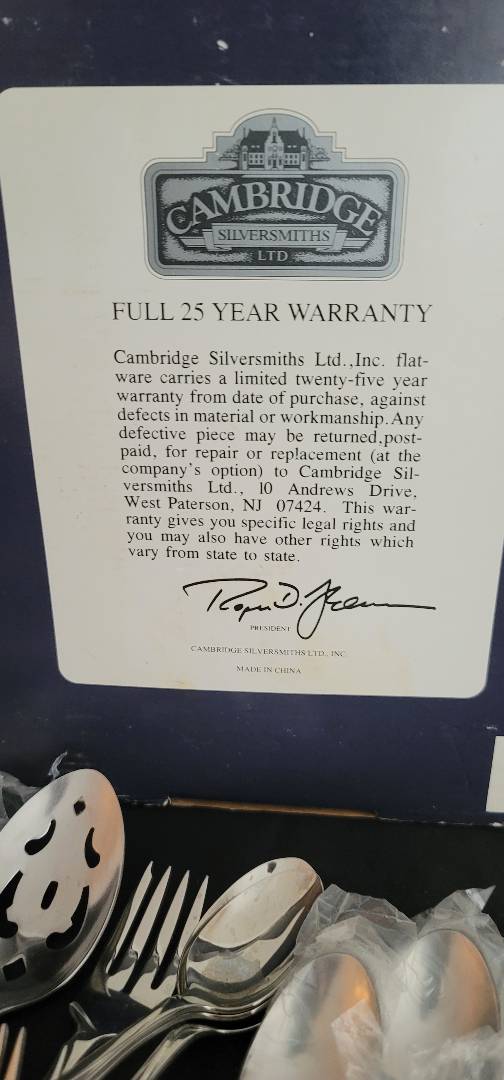 CAMBRIDGE
SILVERSMITHS
LTD
FULL 25 YEAR WARRANTY
Cambridge Silversmiths Ltd.,Inc. flat-
ware carries a limited twenty-five year
warranty from date of purchase, against
defects in material or workmanship. Any
defective piece may be returned, post-
paid, for repair or replacement (at the
company's option) to Cambridge Sil-
versmiths Ltd., 10 Andrews Drive,
West Paterson, NJ 07424. This war-
ranty gives you specific legal rights and
you may also have other rights which
vary from state to state.
PRESIDENT
CAMBRIDGE SILVERSMITHS LTD., INC.
MADE IN CHINA